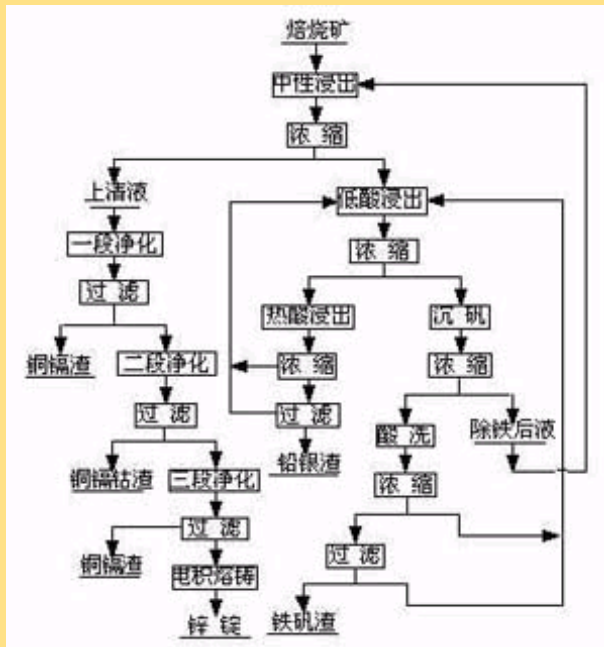 焙烧矿
中性浸出
浓 缩
上清液
低酸浸出
一段净化
浓 缩
过 滤
热酸浸出
沉 矾
铜镉渣
二段净化
浓 缩
浓 缩
过 滤
过 滤
酸 洗
除铁后液
铜镉钴渣
三段净化
铅银渣
浓 缩
过 滤
过 滤
铜镉渣
电积熔铸
锌 锭
铁矾渣